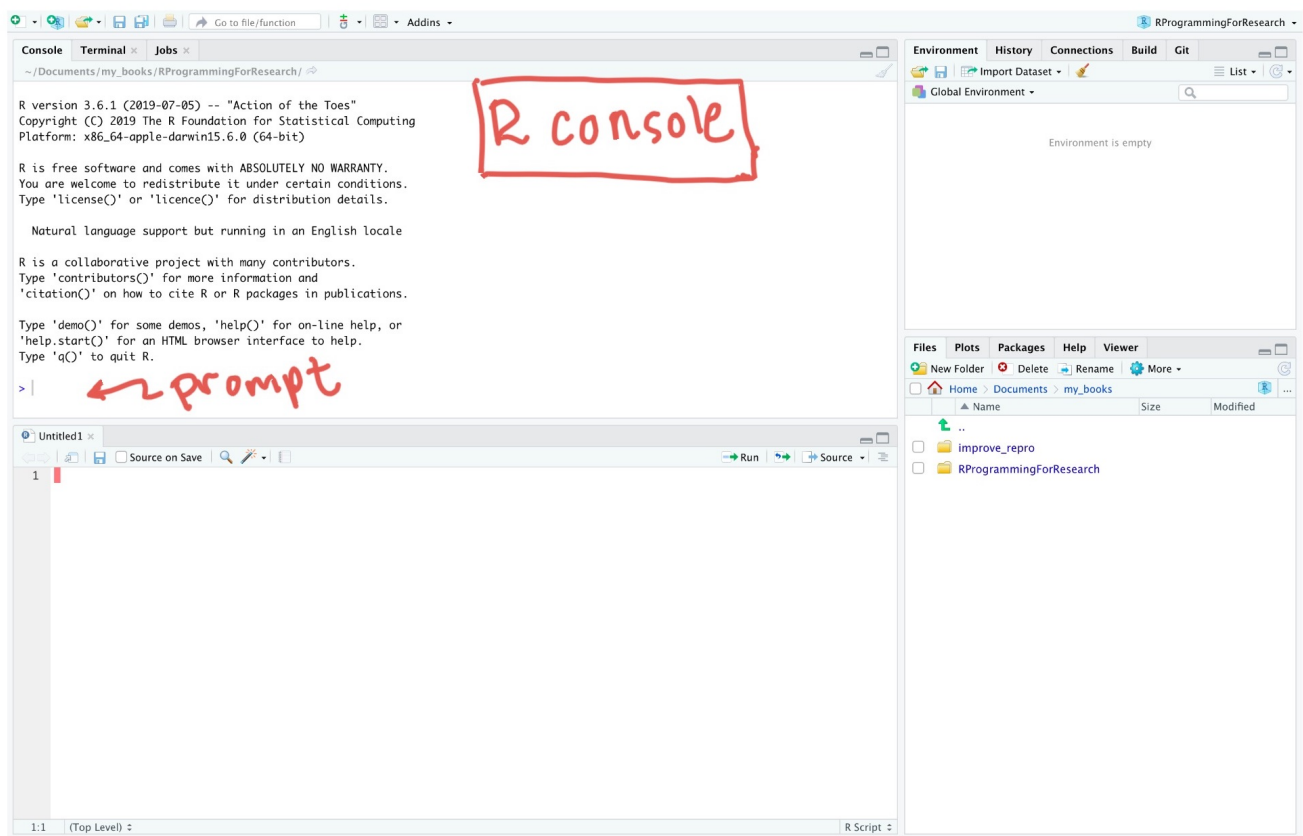 Go to file/function
Addins
RProgrammingForResearch
Console Terminal Jobs
~/Documents/my_books/RProgrammingForResearch/
R version 3.6.1 (2019-07-05) -- "Action of the Toes"
Copyright (C) 2019 The R Foundation for Statistical Computing
Platform: x86_64-apple-darwin15.6.0 (64-bit)
R is free software and comes with ABSOLUTELY NO WARRANTY.
You are welcome to redistribute it under certain conditions.
Type 'license()' or 'licence()' for distribution details.
Natural language support but running in an English locale
R is a collaborative project with many contributors.
Type 'contributors()' for more information and
'citation()' on how to cite R or R packages in publications.
Type 'demo()' for some demos, 'help()' for on-line help, or
'help.start()' for an HTML browser interface to help.
Type 'q()' to quit R.
>
prompt
R console
Untitled1
Source on Save
Run
Source
1
1:1 (Top Level)
R Script
Environment History Connections Build Git
Import Dataset
List
Global Environment
Environment is empty
Files Plots Packages Help Viewer
New Folder Delete Rename More
Home > Documents > my_books
...
Name Size Modified
..
improve_repro
RProgrammingForResearch